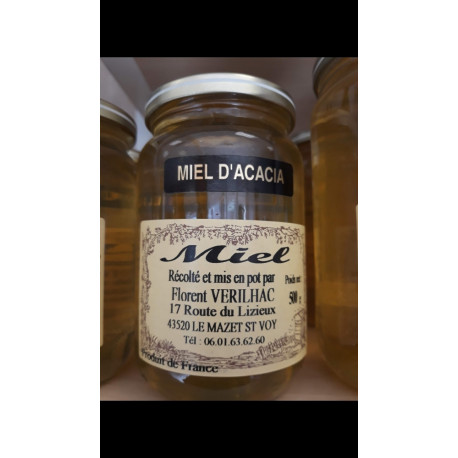 MIEL D'ACACIA
Miel
Récolté et mis en pot par
Poids net
Florent VERILHAC
500 g
17 Route du Lizieux
43520 LE MAZET ST VOY
Tél : 06.01.63.62.60
Produit de France